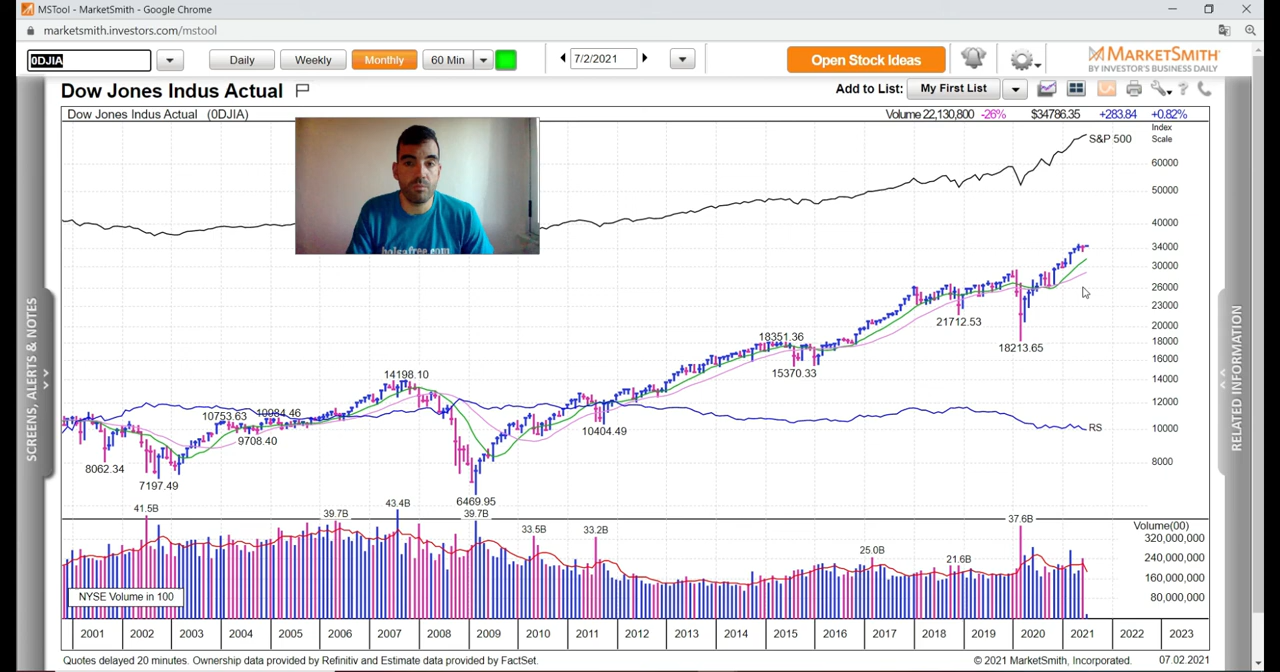 MSTool - MarketSmith - Google Chrome
marketsmith.investors.com/mstool
0DJIA
Daily
Weekly
Monthly
60 Min
7/2/2021
Open Stock Ideas
MARKETSMITH
BY INVESTOR'S BUSINESS DAILY
Dow Jones Indus Actual
Add to List:
My First List
Dow Jones Indus Actual (0DJIA)
Volume 22,130,800 -26% $34786.35 +283.84 +0.82%
Index
Scale
S&P 500
60000
50000
40000
34000
30000
26000
23000
20000
18000
16000
14000
12000
10000
8000
bolsafree.com
21712.53
18213.65
18351.36
15370.33
14198.10
10753.63
10984.46
9708.40
10404.49
RS
8062.34
7197.49
6469.95
SCREENS, ALERTS & NOTES
RELATED INFORMATION
41.5B
39.7B
43.4B
39.7B
33.5B
33.2B
25.0B
21.6B
37.6B
Volume(00)
320,000,000
240,000,000
160,000,000
80,000,000
NYSE Volume in 100
2001 2002 2003 2004 2005 2006 2007 2008 2009 2010 2011 2012 2013 2014 2015 2016 2017 2018 2019 2020 2021 2022 2023
Quotes delayed 20 minutes. Ownership data provided by Refinitiv and Estimate data provided by FactSet.
© 2021 MarketSmith, Incorporated.
07.02.2021